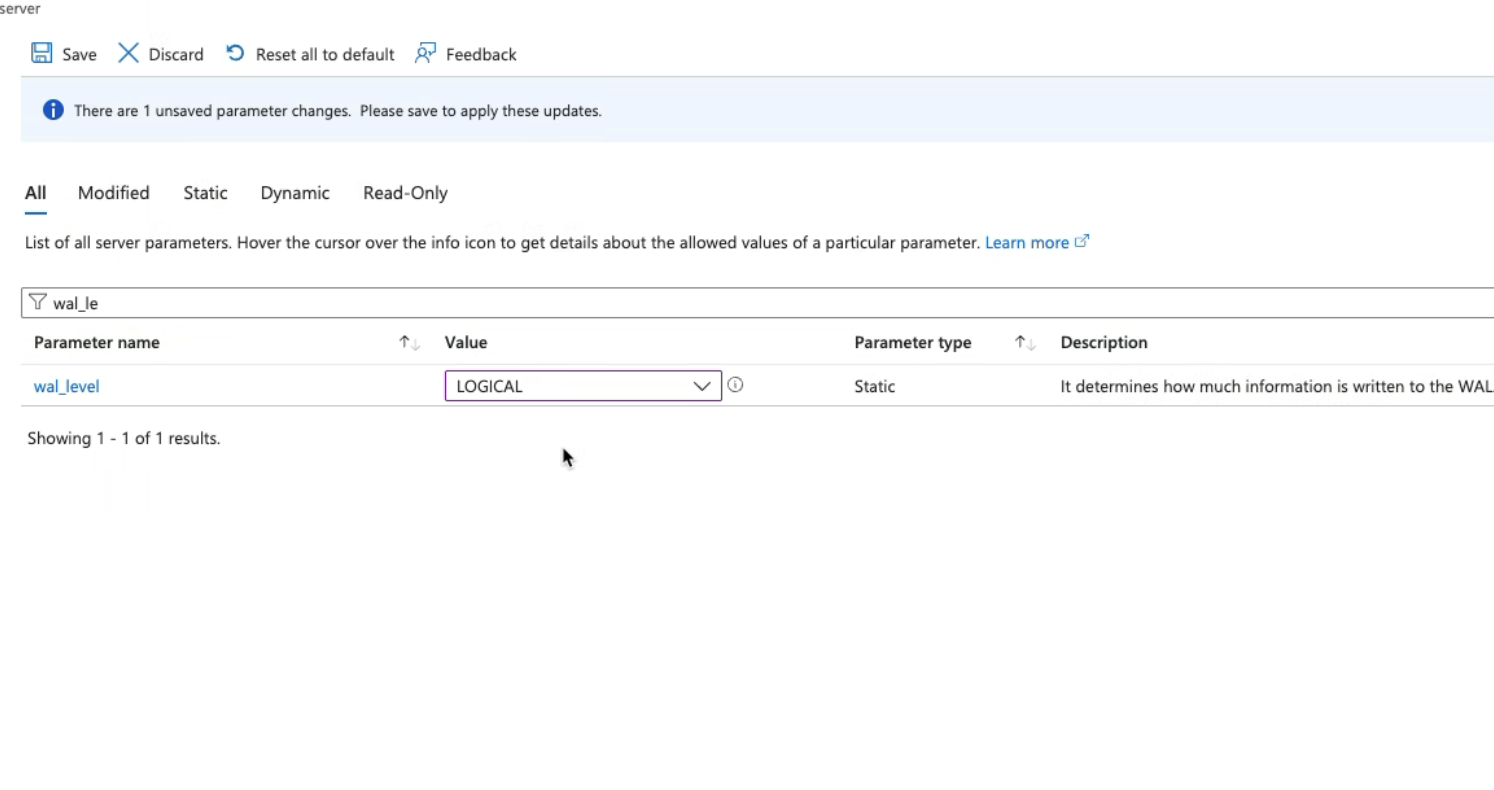 server
Save Discard Reset all to default Feedback
There are 1 unsaved parameter changes. Please save to apply these updates.
All Modified Static Dynamic Read-Only
List of all server parameters. Hover the cursor over the info icon to get details about the allowed values of a particular parameter. Learn more
wal_le
Parameter name Value Parameter type Description
wal_level LOGICAL Static It determines how much information is written to the WAL.
Showing 1 - 1 of 1 results.